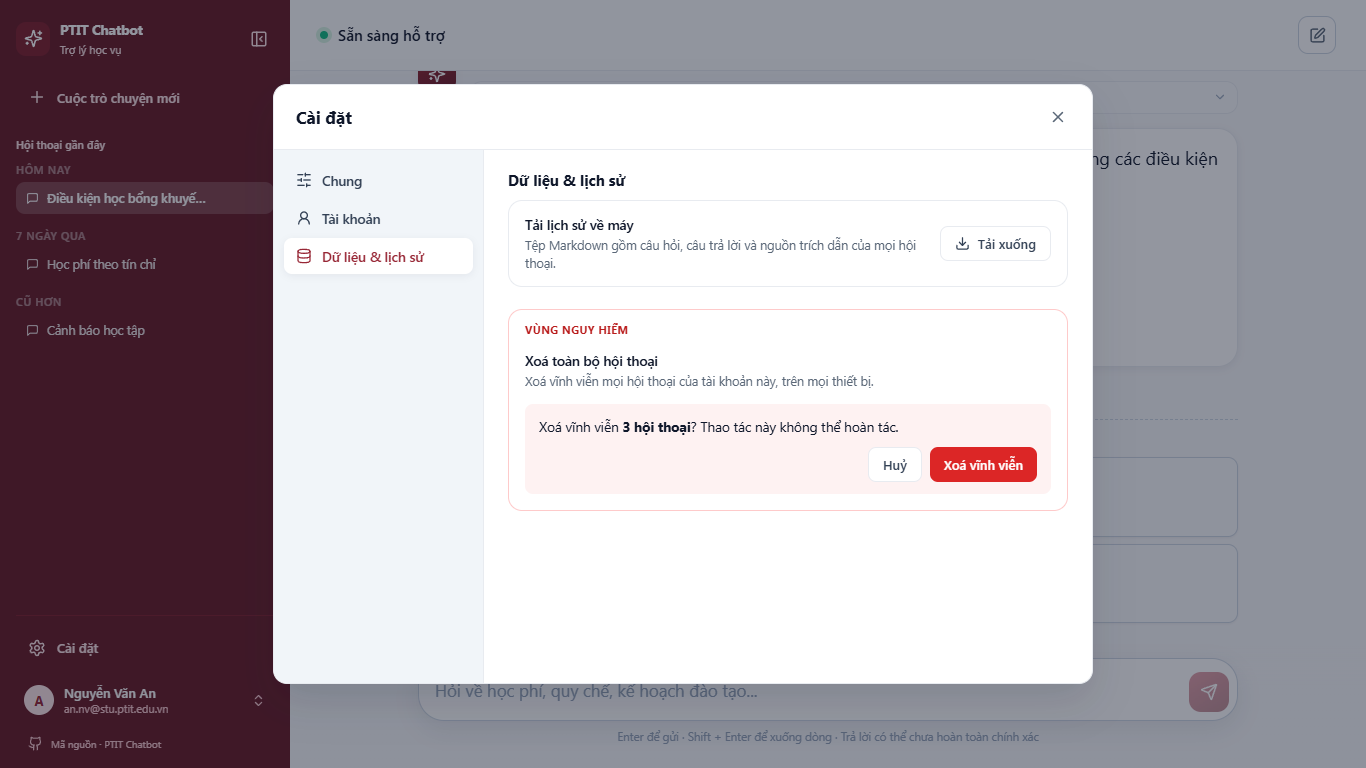 PTIT Chatbot
Trợ lý học vụ
Cuộc trò chuyện mới
Hội thoại gần đây
HÔM NAY
Điều kiện học bổng khuyế...
7 NGÀY QUA
Học phí theo tín chỉ
CŨ HƠN
Cảnh báo học tập
Cài đặt
A
Nguyễn Văn An
an.nv@stu.ptit.edu.vn
Mã nguồn · PTIT Chatbot
Sẵn sàng hỗ trợ
các điều kiện
Cài đặt
Chung
Tài khoản
Dữ liệu & lịch sử
Dữ liệu & lịch sử
Tải lịch sử về máy
Tệp Markdown gồm câu hỏi, câu trả lời và nguồn trích dẫn của mọi hội
thoại.
Tải xuống
VÙNG NGUY HIỂM
Xoá toàn bộ hội thoại
Xoá vĩnh viễn mọi hội thoại của tài khoản này, trên mọi thiết bị.
Xoá vĩnh viễn 3 hội thoại? Thao tác này không thể hoàn tác.
Huỷ
Xoá vĩnh viễn
Hỏi về học phí, quy chế, kế hoạch đào tạo...
Enter để gửi · Shift + Enter để xuống dòng · Trả lời có thể chưa hoàn toàn chính xác